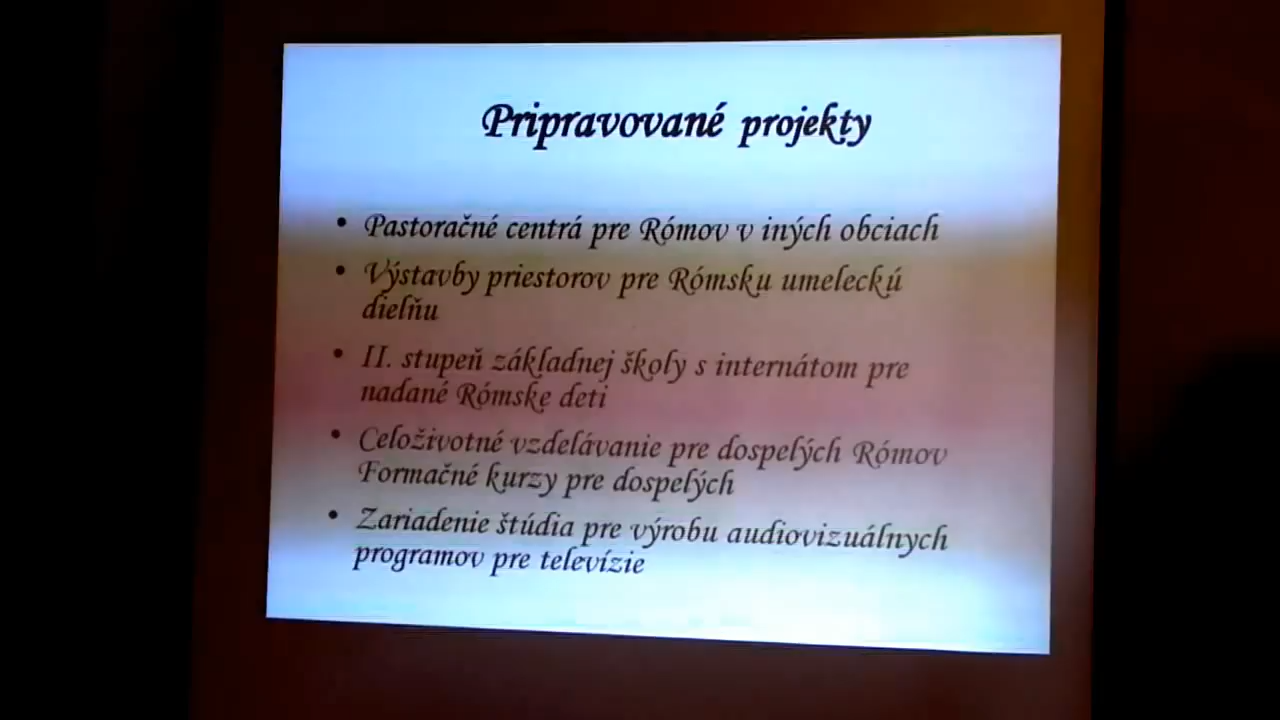 Pripravované projekty
• Pastoračné centrá pre Rómov v iných obciach
• Výstavby priestorov pre Rómsku umeleckú
dielňu
• II. stupeň základnej školy s internátom pre
nadané Rómske deti
• Celoživotné vzdelávanie pre dospelých Rómov
Formačné kurzy pre dospelých
• Zariadenie štúdia pre výrobu audiovizuálnych
programov pre televízie